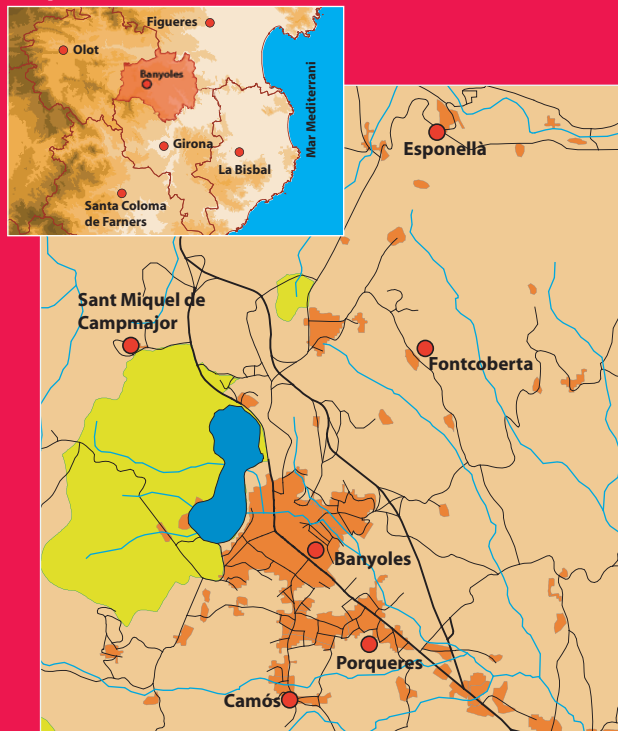 Figueres
Olot
Banyoles
Girona
La Bisbal
Mar Mediterrani
Santa Coloma
de Farners
Esponellà
Sant Miquel de
Campmajor
Fontcoberta
Banyoles
Porqueres
Camós